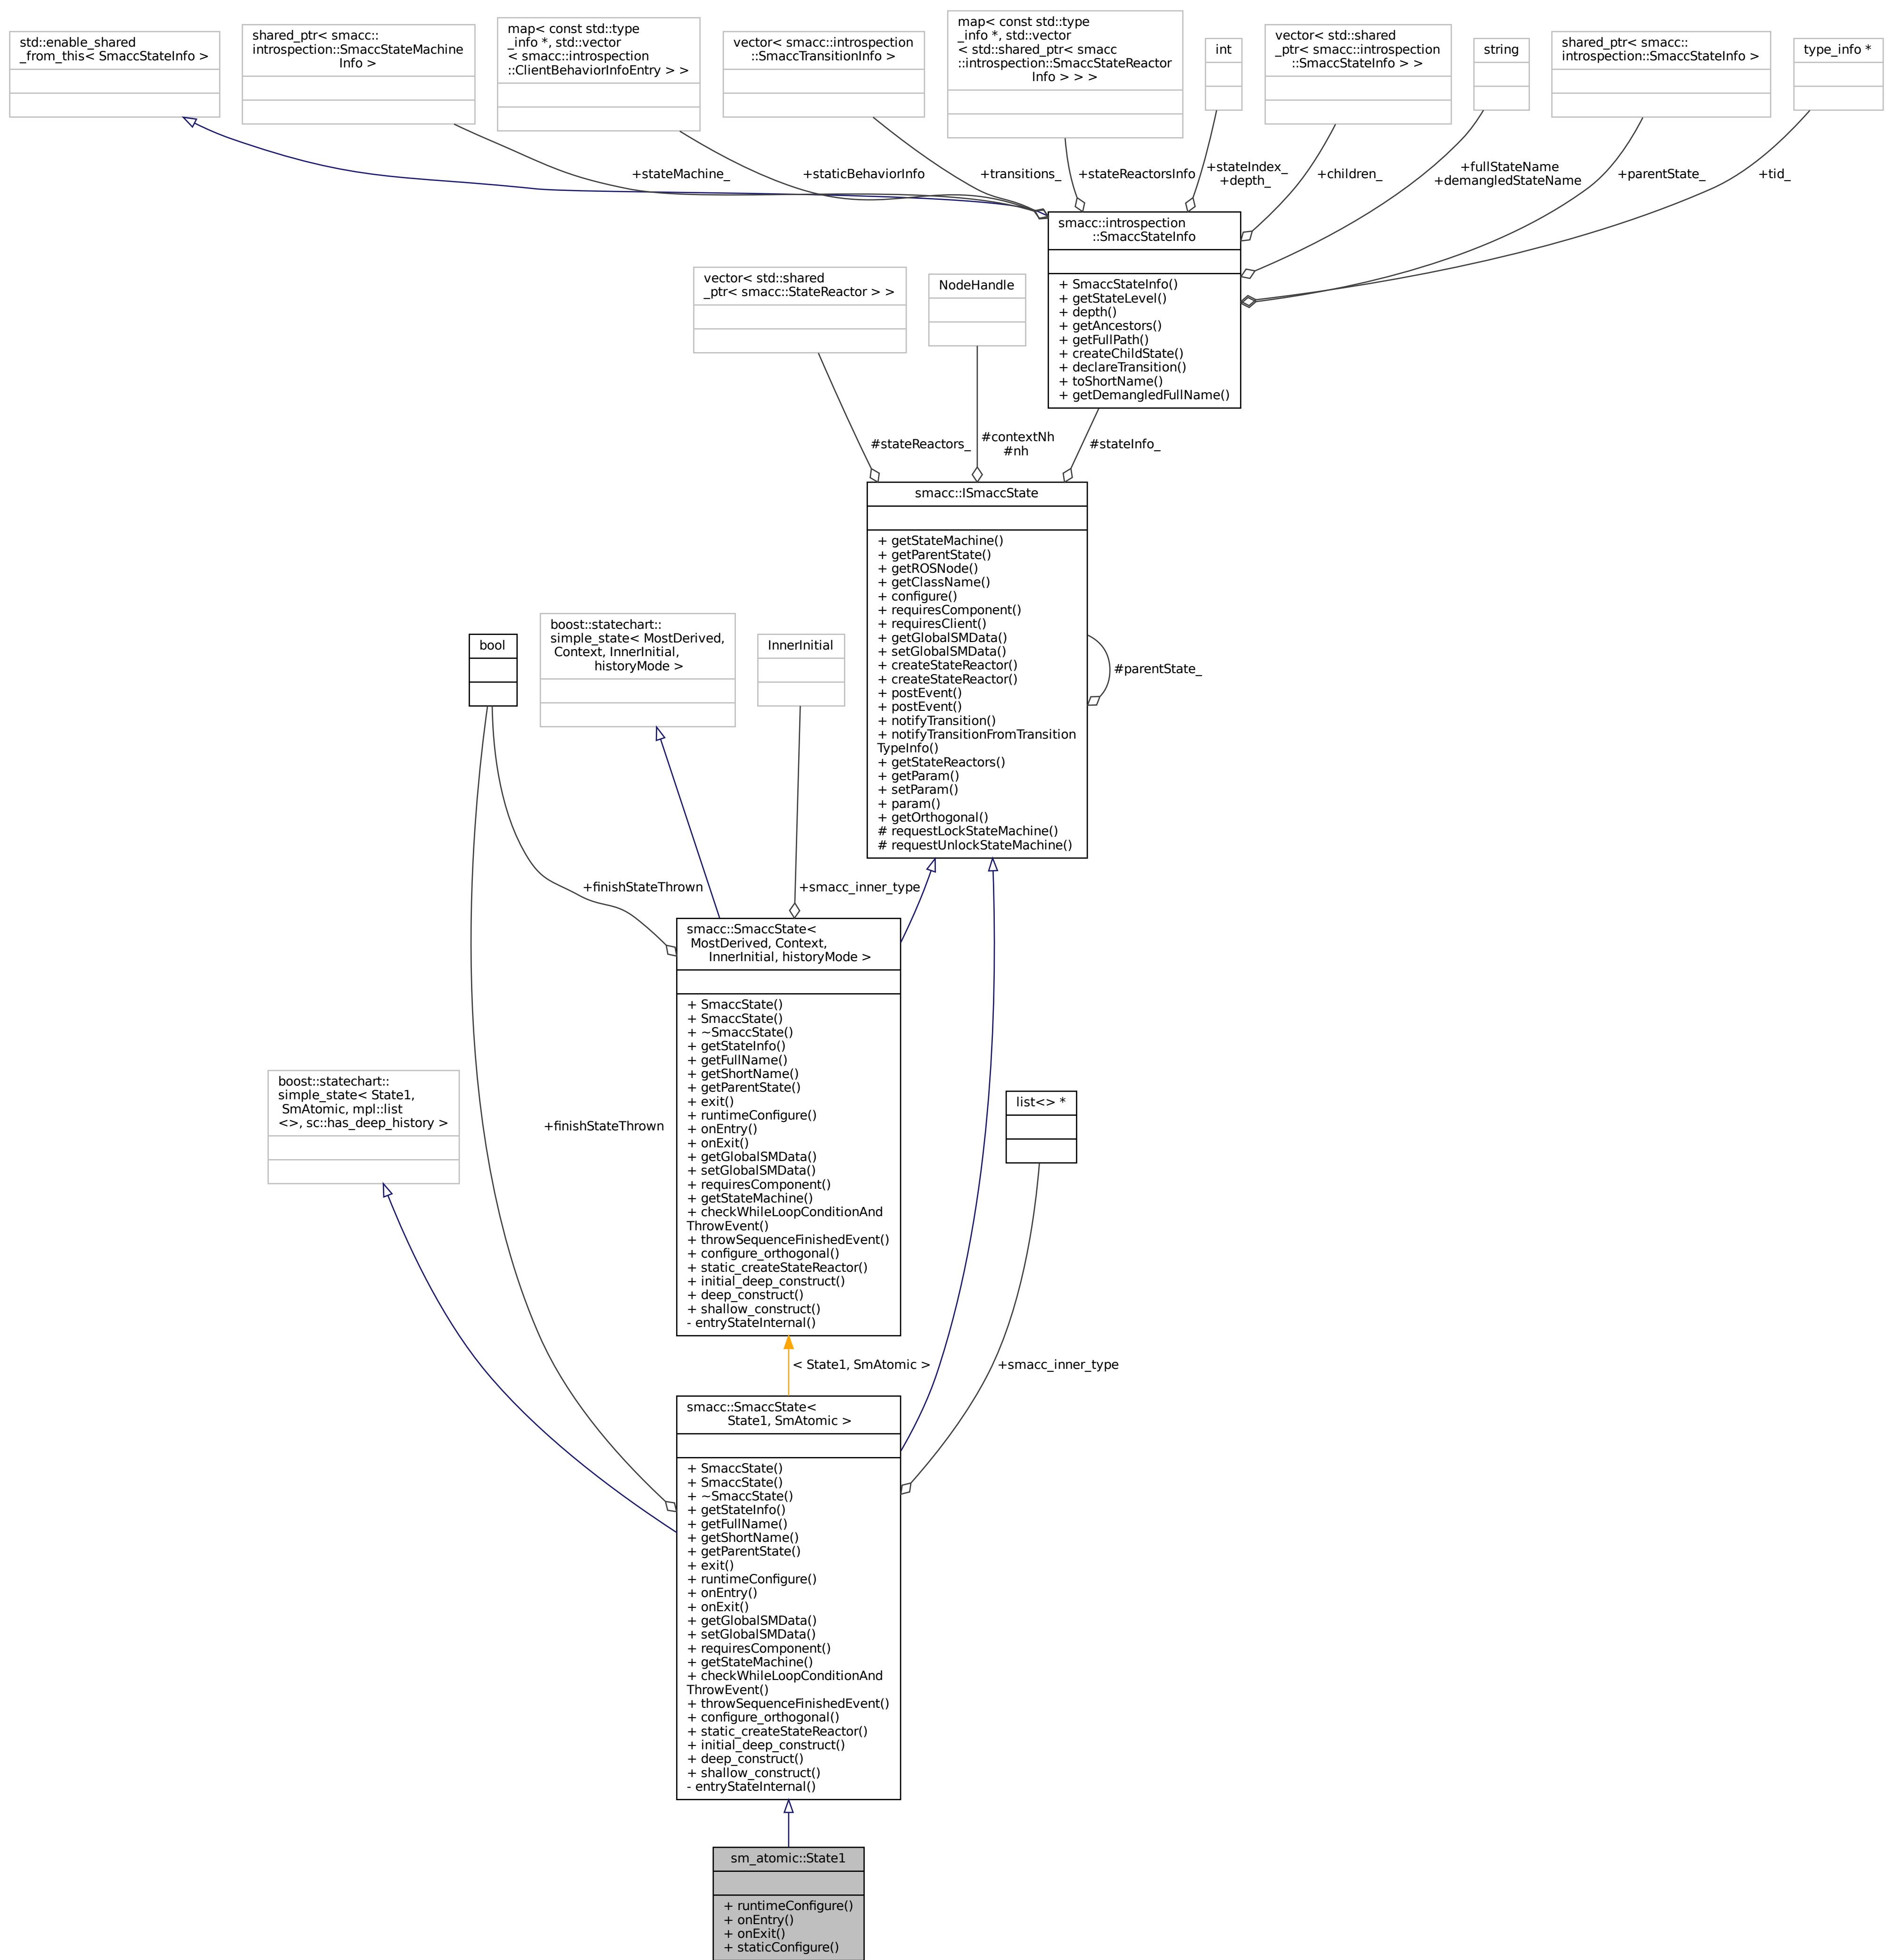 std::enable_shared
_from_this< SmaccStateInfo >
shared_ptr< smacc::
introspection::SmaccStateMachine
Info >
map< const std::type
_info *, std::vector
< smacc::introspection
::ClientBehaviorInfoEntry > >
vector< smacc::introspection
::SmaccTransitionInfo >
map< const std::type
_info *, std::vector
< std::shared_ptr< smacc
::introspection::SmaccStateReactor
Info > > >
int
vector< std::shared
_ptr< smacc::introspection
::SmaccStateInfo > >
string
shared_ptr< smacc::
introspection::SmaccStateInfo >
type_info *
+stateMachine_
+staticBehaviorInfo
+transitions_
+stateReactorsInfo
+stateIndex_
+depth_
+children_
+fullStateName
+demangledStateName
+parentState_
+tid_
smacc::introspection
::SmaccStateInfo
+ SmaccStateInfo()
+ getStateLevel()
+ depth()
+ getAncestors()
+ getFullPath()
+ createChildState()
+ declareTransition()
+ toShortName()
+ getDemangledFullName()
vector< std::shared
_ptr< smacc::StateReactor > >
NodeHandle
#stateReactors_
#contextNh
#nh
#stateInfo_
smacc::ISmaccState
+ getStateMachine()
+ getParentState()
+ getROSNode()
+ getClassName()
+ configure()
+ requiresComponent()
+ requiresClient()
+ getGlobalSMData()
+ setGlobalSMData()
+ createStateReactor()
+ createStateReactor()
+ postEvent()
+ postEvent()
+ notifyTransition()
+ notifyTransitionFromTransition
TypeInfo()
+ getStateReactors()
+ getParam()
+ setParam()
+ param()
+ getOrthogonal()
# requestLockStateMachine()
# requestUnlockStateMachine()
#parentState_
bool
boost::statechart::
simple_state< MostDerived,
Context, InnerInitial,
historyMode >
InnerInitial
+finishStateThrown
+smacc_inner_type
smacc::SmaccState<
MostDerived, Context,
InnerInitial, historyMode >
+ SmaccState()
+ SmaccState()
+ ~SmaccState()
+ getStateInfo()
+ getFullName()
+ getShortName()
+ getParentState()
+ exit()
+ runtimeConfigure()
+ onEntry()
+ onExit()
+ getGlobalSMData()
+ setGlobalSMData()
+ requiresComponent()
+ getStateMachine()
+ checkWhileLoopConditionAnd
ThrowEvent()
+ throwSequenceFinishedEvent()
+ configure_orthogonal()
+ static_createStateReactor()
+ initial_deep_construct()
+ deep_construct()
+ shallow_construct()
- entryStateInternal()
boost::statechart::
simple_state< State1,
SmAtomic, mpl::list
<>, sc::has_deep_history >
+finishStateThrown
list<> *
< State1, SmAtomic >
+smacc_inner_type
smacc::SmaccState<
State1, SmAtomic >
+ SmaccState()
+ SmaccState()
+ ~SmaccState()
+ getStateInfo()
+ getFullName()
+ getShortName()
+ getParentState()
+ exit()
+ runtimeConfigure()
+ onEntry()
+ onExit()
+ getGlobalSMData()
+ setGlobalSMData()
+ requiresComponent()
+ getStateMachine()
+ checkWhileLoopConditionAnd
ThrowEvent()
+ throwSequenceFinishedEvent()
+ configure_orthogonal()
+ static_createStateReactor()
+ initial_deep_construct()
+ deep_construct()
+ shallow_construct()
- entryStateInternal()
sm_atomic::State1
+ runtimeConfigure()
+ onEntry()
+ onExit()
+ staticConfigure()